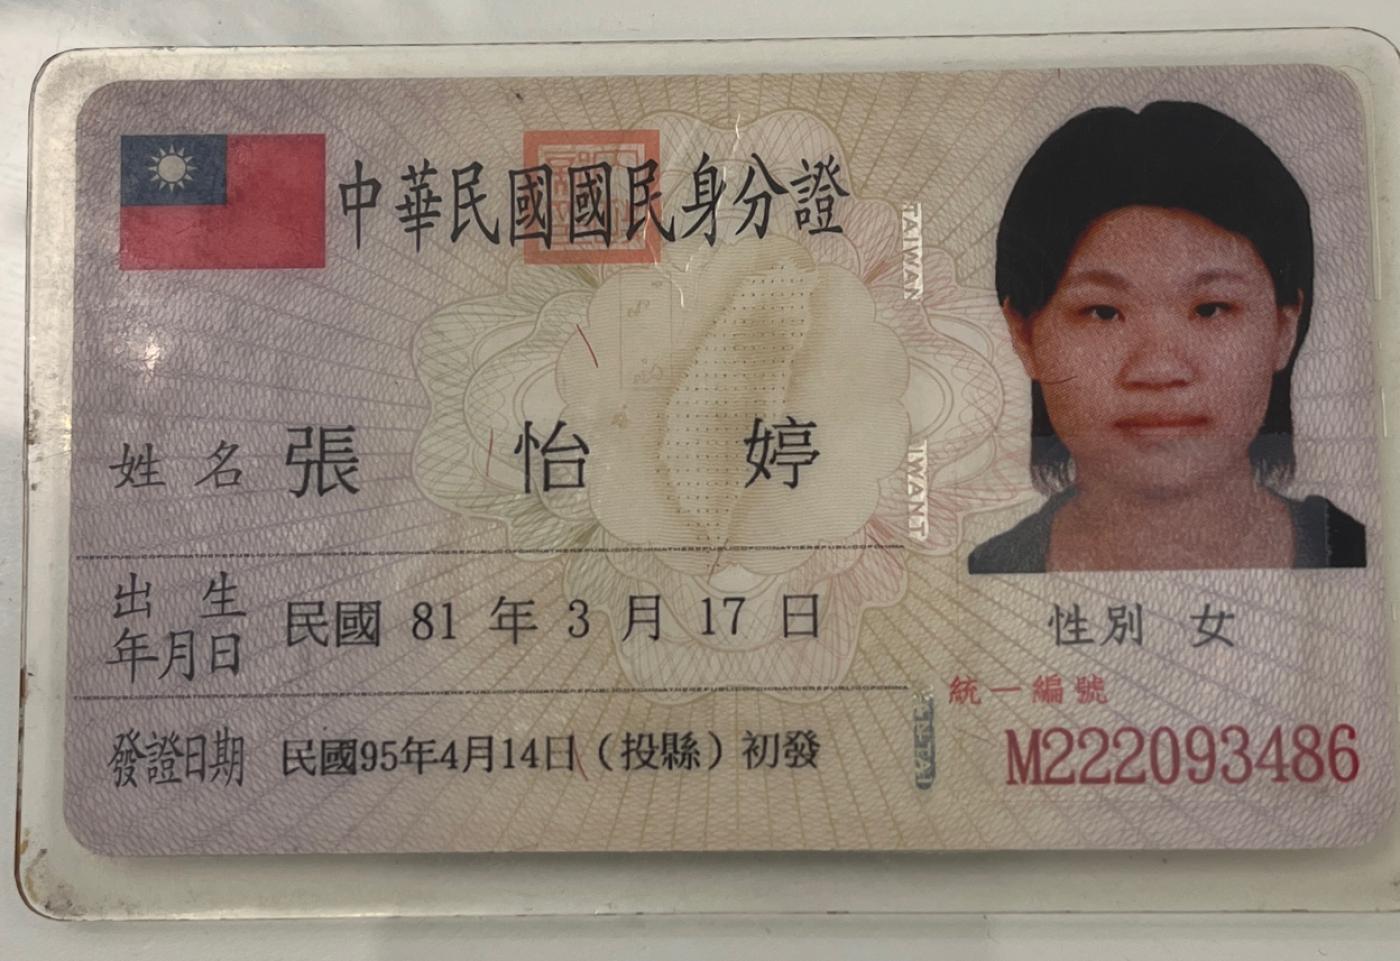 中華民國國民身分證
TAIWAN
姓名 張 怡 婷
IWANT
出生年月日 民國 81 年 3 月 17 日
性別 女
統一編號
發證日期 民國95年4月14日（投縣）初發
M222093486